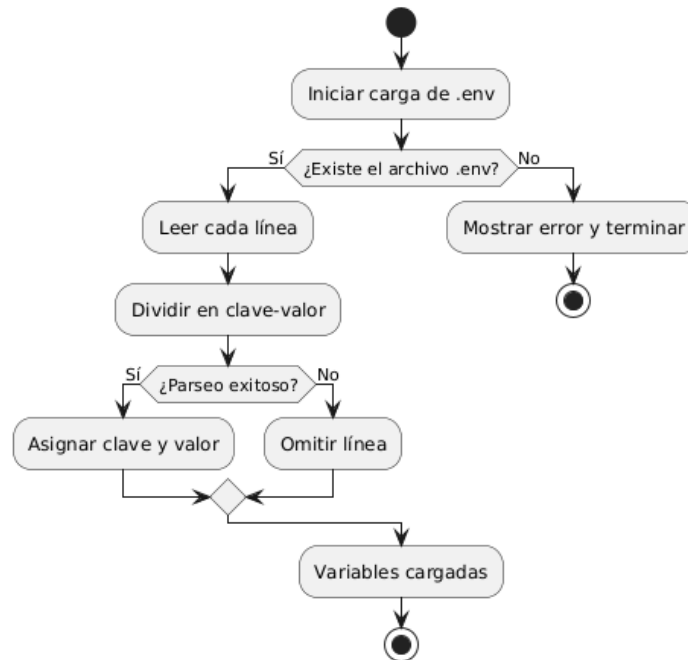 Iniciar carga de .env
¿Existe el archivo .env?
Sí
No
Leer cada línea
Mostrar error y terminar
Dividir en clave-valor
¿Parseo exitoso?
Sí
No
Asignar clave y valor
Omitir línea
Variables cargadas